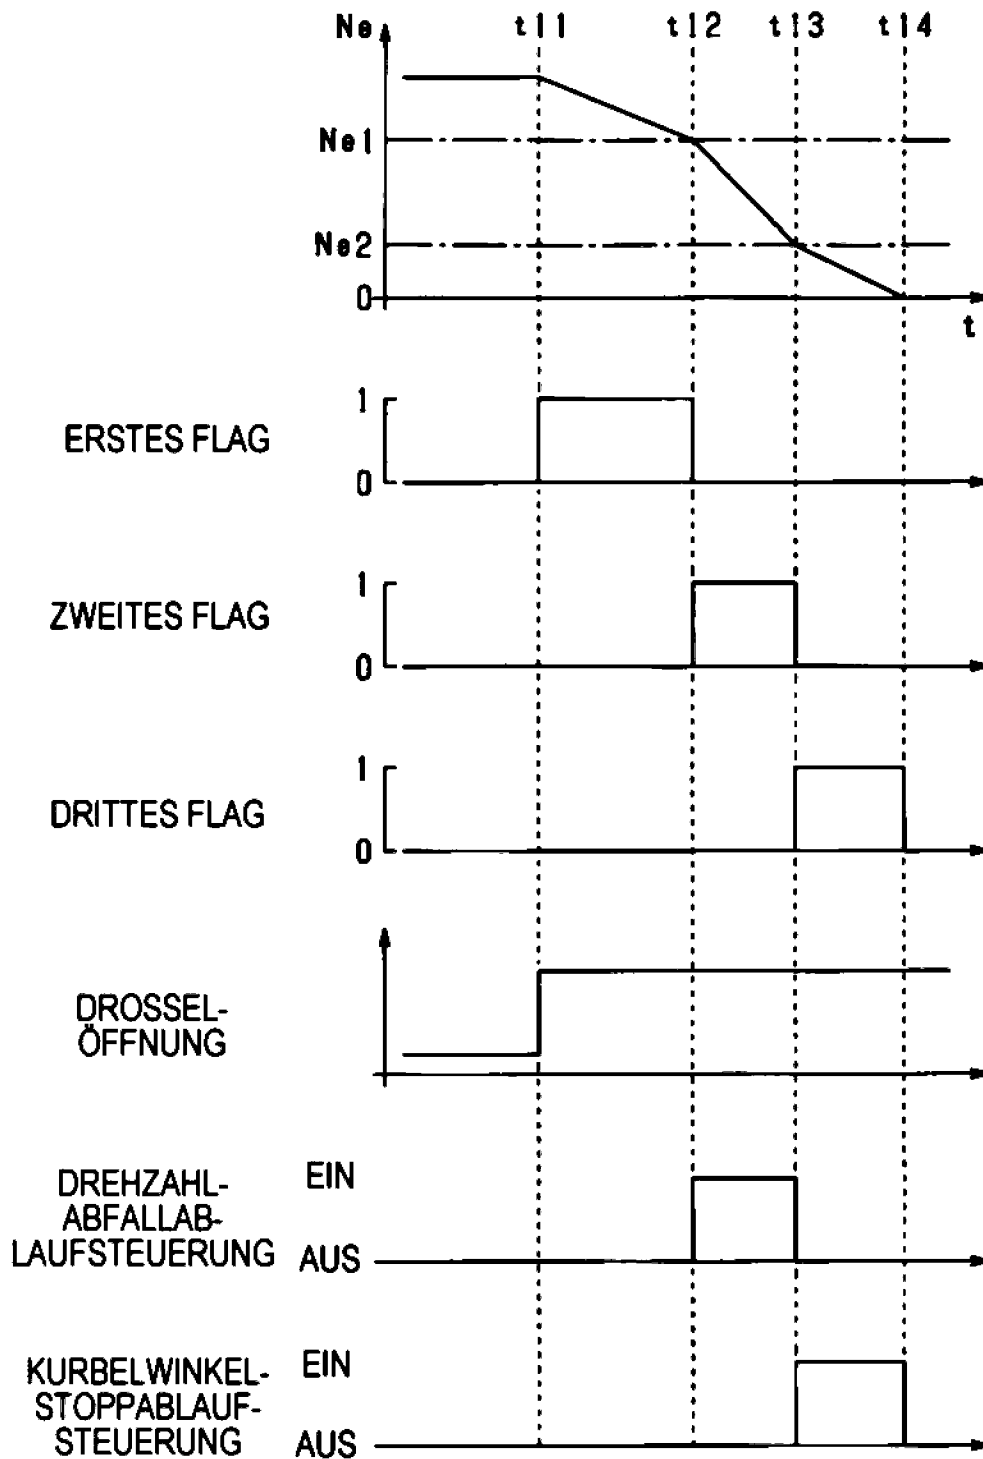 Ne t11 t12 t13 t14
Ne1
Ne2
0
t
1
ERSTES FLAG
0
1
ZWEITES FLAG
0
1
DRITTES FLAG
0
DROSSEL-
ÖFFNUNG
EIN
DREHZAHL-
ABFALLAB-
LAUFSTEUERUNG AUS
EIN
KURBELWINKEL-
STOPPABLAUF-
STEUERUNG AUS